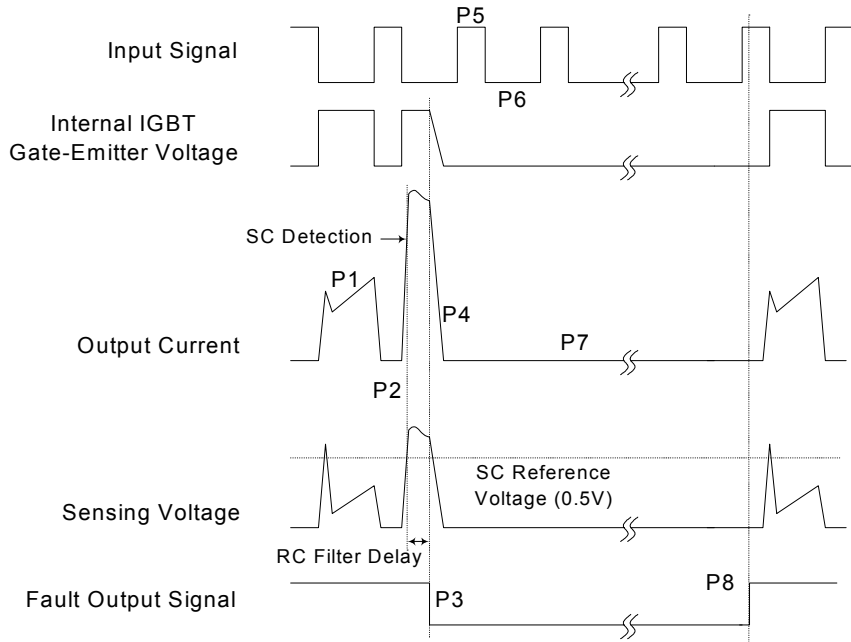 P5
Input Signal
P6
Internal IGBT
Gate-Emitter Voltage
SC Detection
P1
P4
Output Current
P7
P2
SC Reference
Voltage (0.5V)
Sensing Voltage
RC Filter Delay
P8
Fault Output Signal
P3